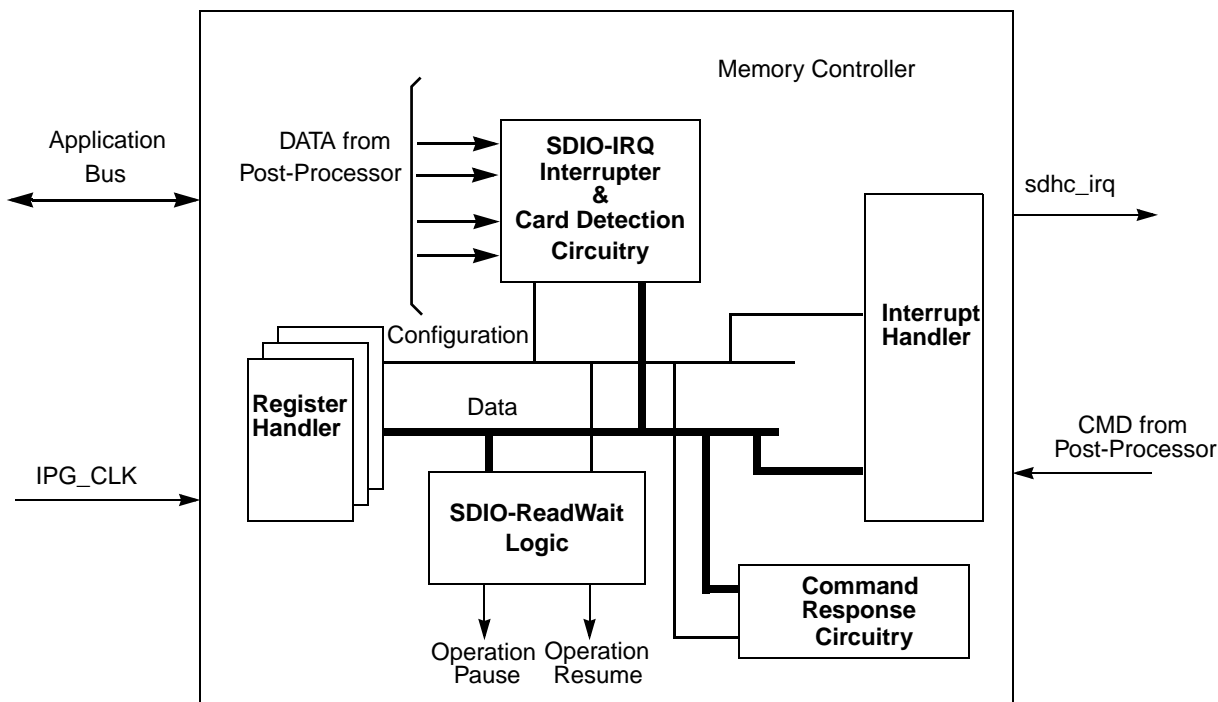 Memory Controller
Application
Bus
DATA from
Post-Processor
SDIO-IRQ
Interrupter
&
Card Detection
Circuitry
sdhc_irq
Configuration
Interrupt
Handler
Register
Handler
Data
CMD from
Post-Processor
IPG_CLK
SDIO-ReadWait
Logic
Command
Response
Circuitry
Operation
Pause
Operation
Resume